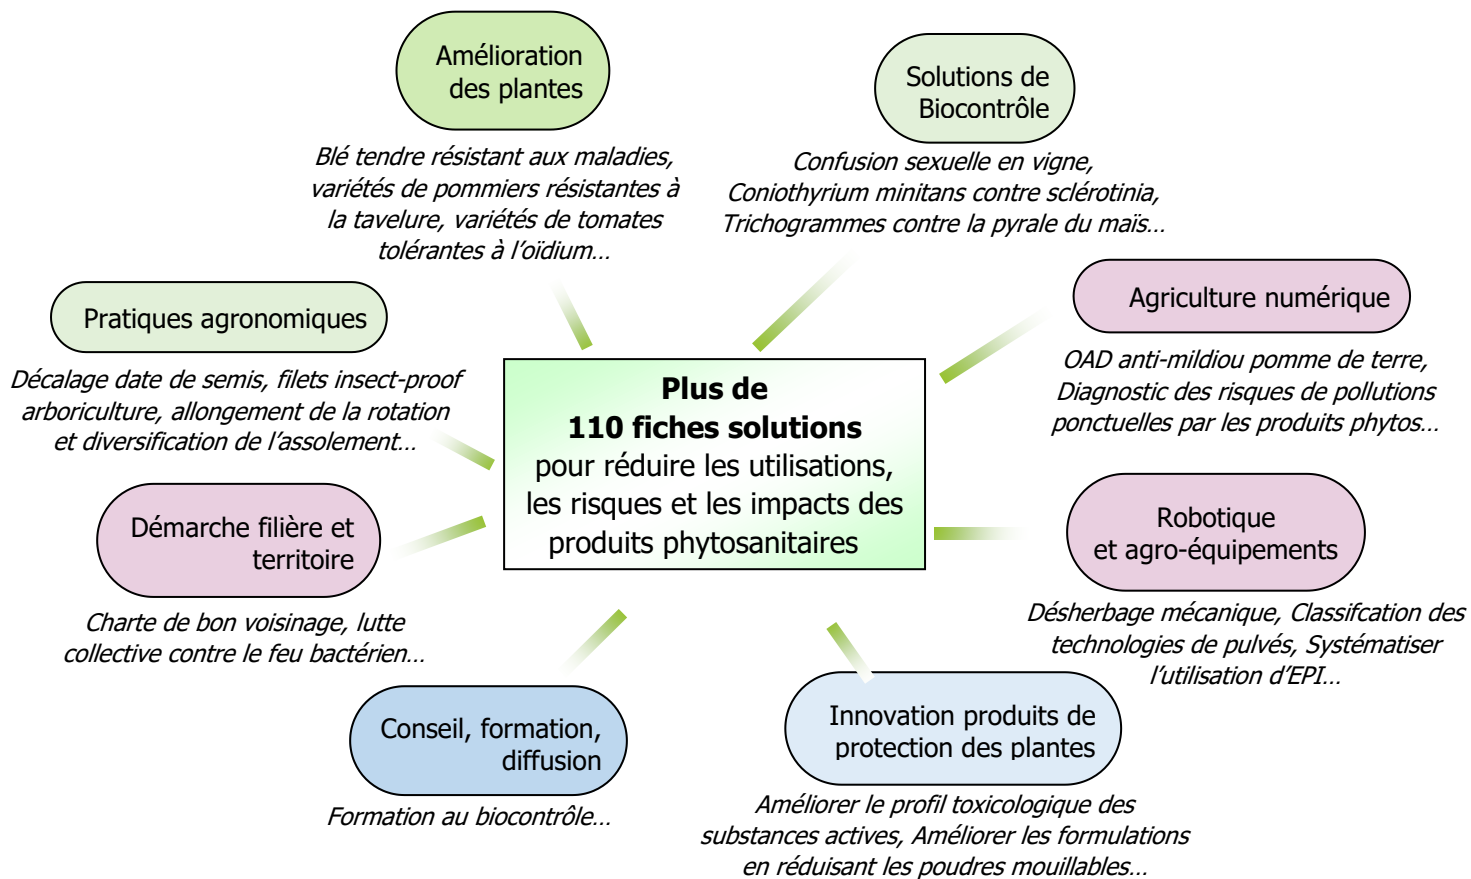 Amélioration
des plantes
Blé tendre résistant aux maladies,
variétés de pommiers résistantes à
la tavelure, variétés de tomates
tolérantes à l’oïdium…
Solutions de
Biocontrôle
Confusion sexuelle en vigne,
Coniothyrium minitans contre sclérotinia,
Trichogrammes contre la pyrale du maïs…
Pratiques agronomiques
Décalage date de semis, filets insect-proof
arboriculture, allongement de la rotation
et diversification de l’assolement…
Agriculture numérique
OAD anti-mildiou pomme de terre,
Diagnostic des risques de pollutions
ponctuelles par les produits phytos…
Plus de
110 fiches solutions
pour réduire les utilisations,
les risques et les impacts des
produits phytosanitaires
Démarche filière et
territoire
Charte de bon voisinage, lutte
collective contre le feu bactérien…
Robotique
et agro-équipements
Désherbage mécanique, Classifcation des
technologies de pulvés, Systématiser
l’utilisation d’EPI…
Conseil, formation,
diffusion
Formation au biocontrôle…
Innovation produits de
protection des plantes
Améliorer le profil toxicologique des
substances actives, Améliorer les formulations
en réduisant les poudres mouillables…